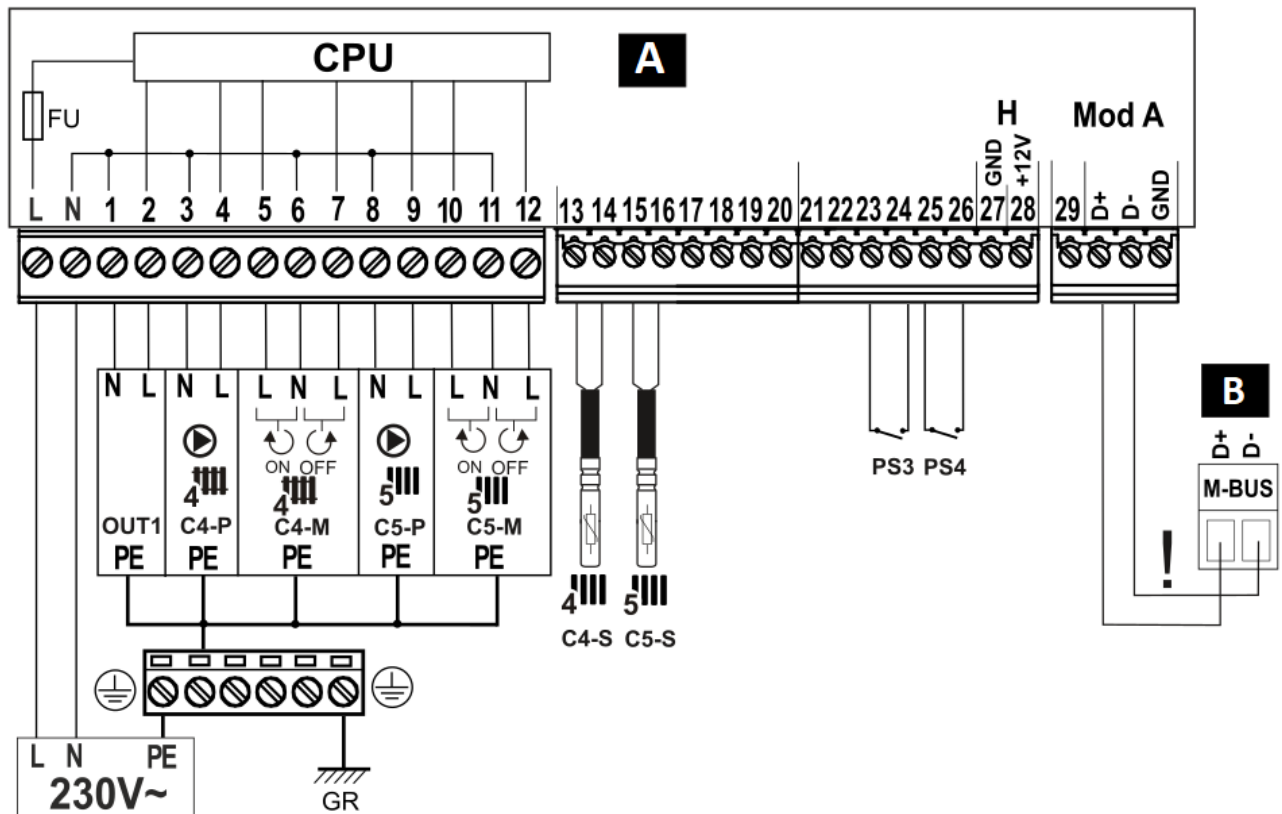 CPU
A
FU
H
Mod A
GND
+12V
L N 1 2 3 4 5 6 7 8 9 10 11 12
13 14 15 16 17 18 19 20
21 22 23 24 25 26 27 28
29 D+ D- GND
N L N L L N L N L L N L
ON OFF ON OFF
4 4 5 5
OUT1 C4-P C4-M C5-P C5-M
PE PE PE PE PE
4 5
C4-S C5-S
PS3 PS4
B
D+ D-
M-BUS
!
L N PE
230V~
GR